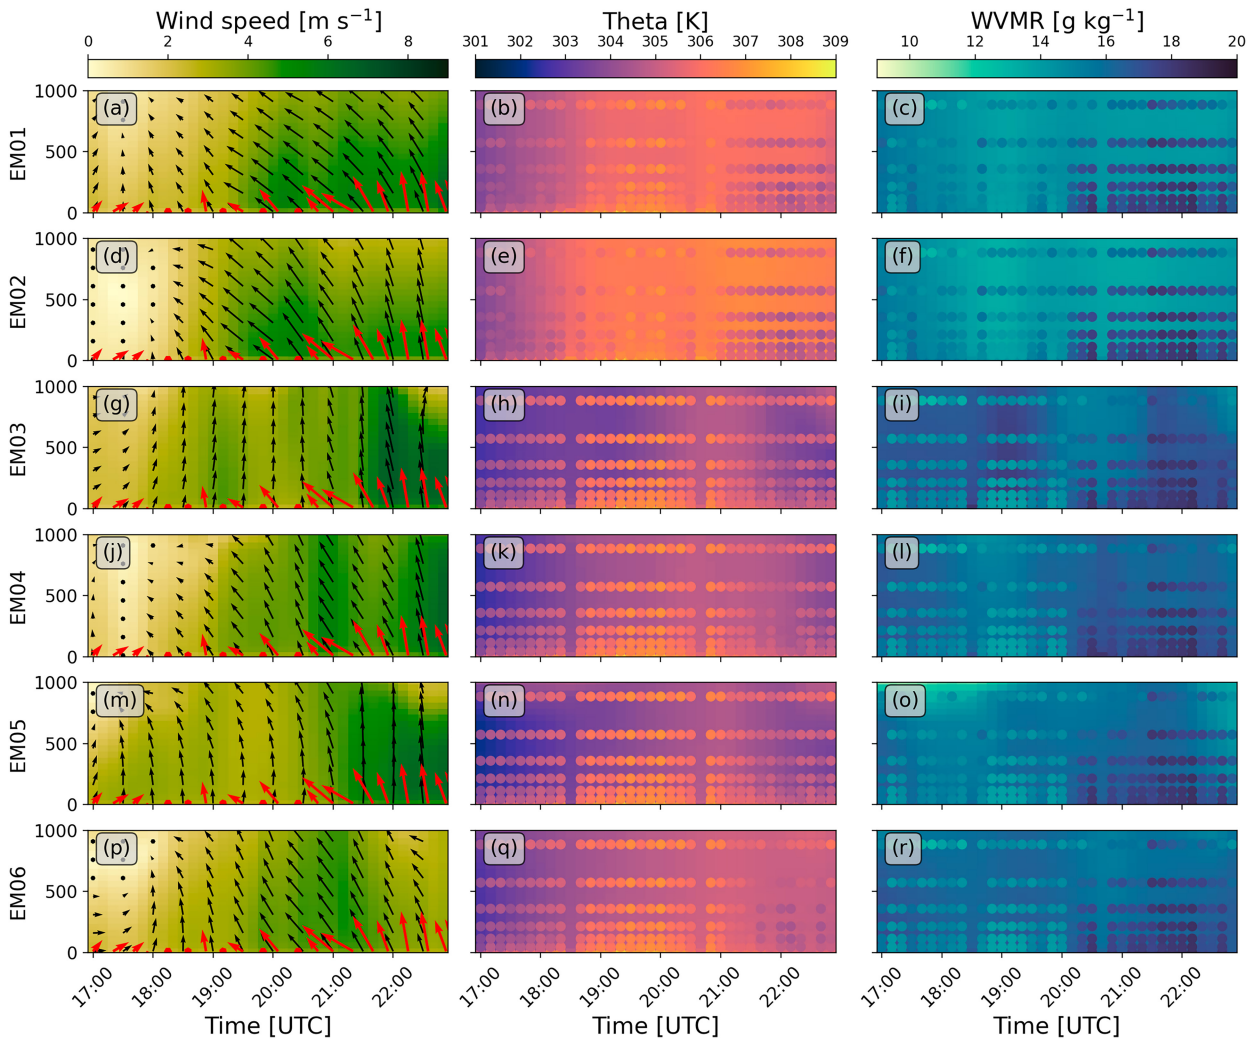 Wind speed [m s⁻¹] Theta [K] WVMR [g kg⁻¹]
0 2 4 6 8 301 302 303 304 305 306 307 308 309 10 12 14 16 18 20
1000 (a) (b) (c)
EM01
500
0
1000 (d) (e) (f)
EM02
500
0
1000 (g) (h) (i)
EM03
500
0
1000 (j) (k) (l)
EM04
500
0
1000 (m) (n) (o)
EM05
500
0
1000 (p) (q) (r)
EM06
500
0
17:00 18:00 19:00 20:00 21:00 22:00 17:00 18:00 19:00 20:00 21:00 22:00 17:00 18:00 19:00 20:00 21:00 22:00
Time [UTC] Time [UTC] Time [UTC]